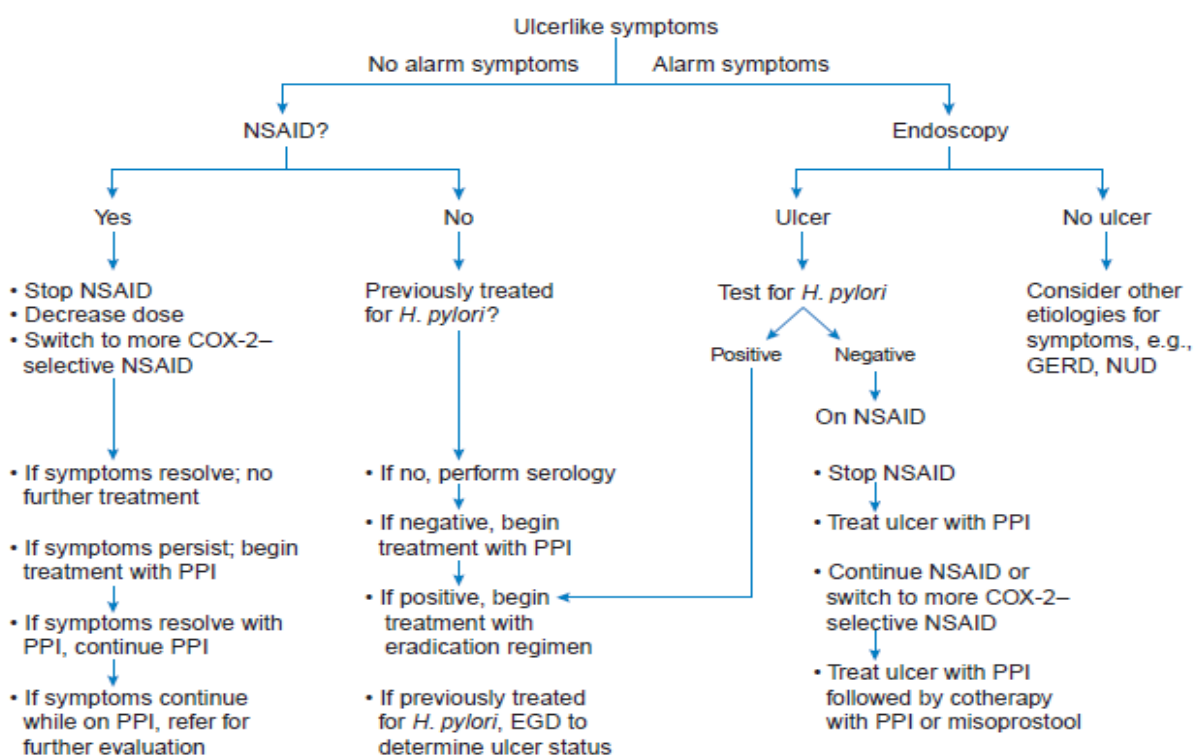 Ulcerlike symptoms
No alarm symptoms
Alarm symptoms
NSAID?
Endoscopy
Yes
No
Ulcer
No ulcer
• Stop NSAID
• Decrease dose
• Switch to more COX-2–
selective NSAID
Previously treated
for H. pylori?
Test for H. pylori
Consider other
etiologies for
symptoms, e.g.,
GERD, NUD
Positive
Negative
On NSAID
• If symptoms resolve; no
further treatment
• If symptoms persist; begin
treatment with PPI
• If symptoms resolve with
PPI, continue PPI
• If symptoms continue
while on PPI, refer for
further evaluation
• If no, perform serology
• If negative, begin
treatment with PPI
• If positive, begin
treatment with
eradication regimen
• If previously treated
for H. pylori, EGD to
determine ulcer status
• Stop NSAID
• Treat ulcer with PPI
• Continue NSAID or
switch to more COX-2–
selective NSAID
• Treat ulcer with PPI
followed by cotherapy
with PPI or misoprostool